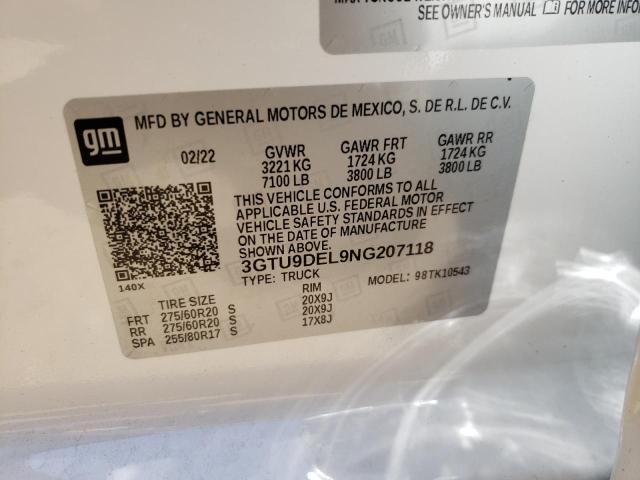 SEE OWNER'S MANUAL FOR MORE
gm
MFD BY GENERAL MOTORS DE MEXICO, S. DE R.L. DE C.V.
02/22 GVWR GAWR FRT GAWR RR
3221 KG 1724 KG 1724 KG
7100 LB 3800 LB 3800 LB
THIS VEHICLE CONFORMS TO ALL
APPLICABLE U.S. FEDERAL MOTOR
VEHICLE SAFETY STANDARDS IN EFFECT
ON THE DATE OF MANUFACTURE
SHOWN ABOVE.
3GTU9DEL9NG207118
TYPE: TRUCK MODEL: 98TK10543
140X
TIRE SIZE RIM
FRT 275/60R20 S 20X9J
RR 275/60R20 S 20X9J
SPA 255/80R17 S 17X8J